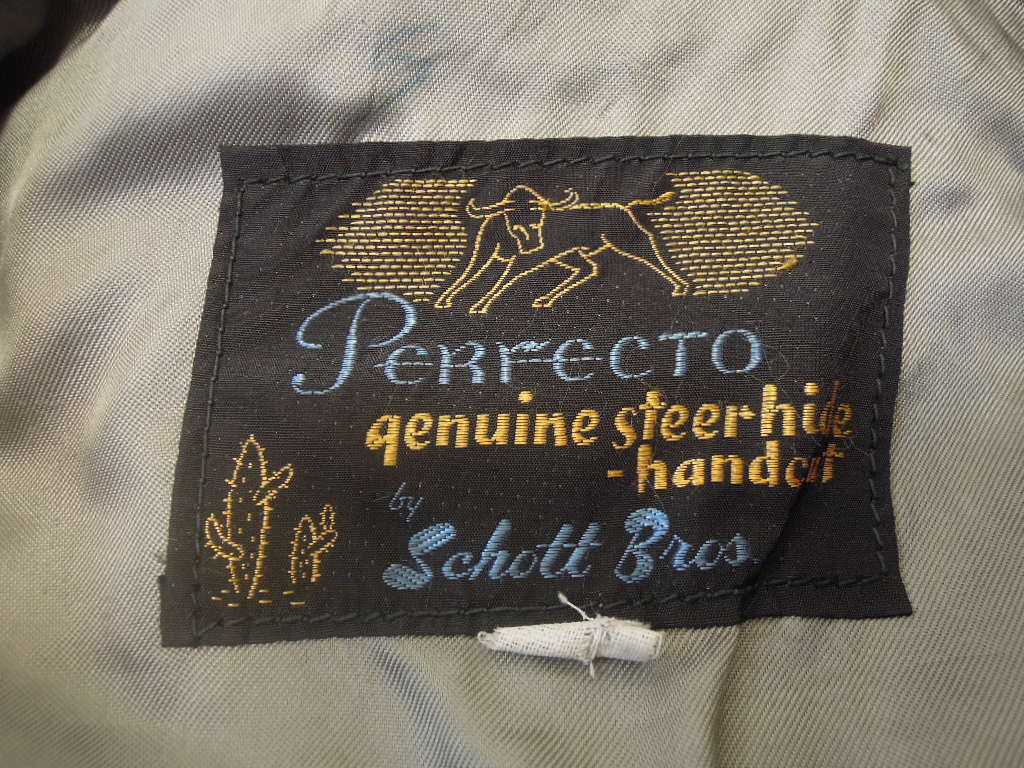 PERFECTO
genuine steerhide
-handcut
by
Schott Bros.